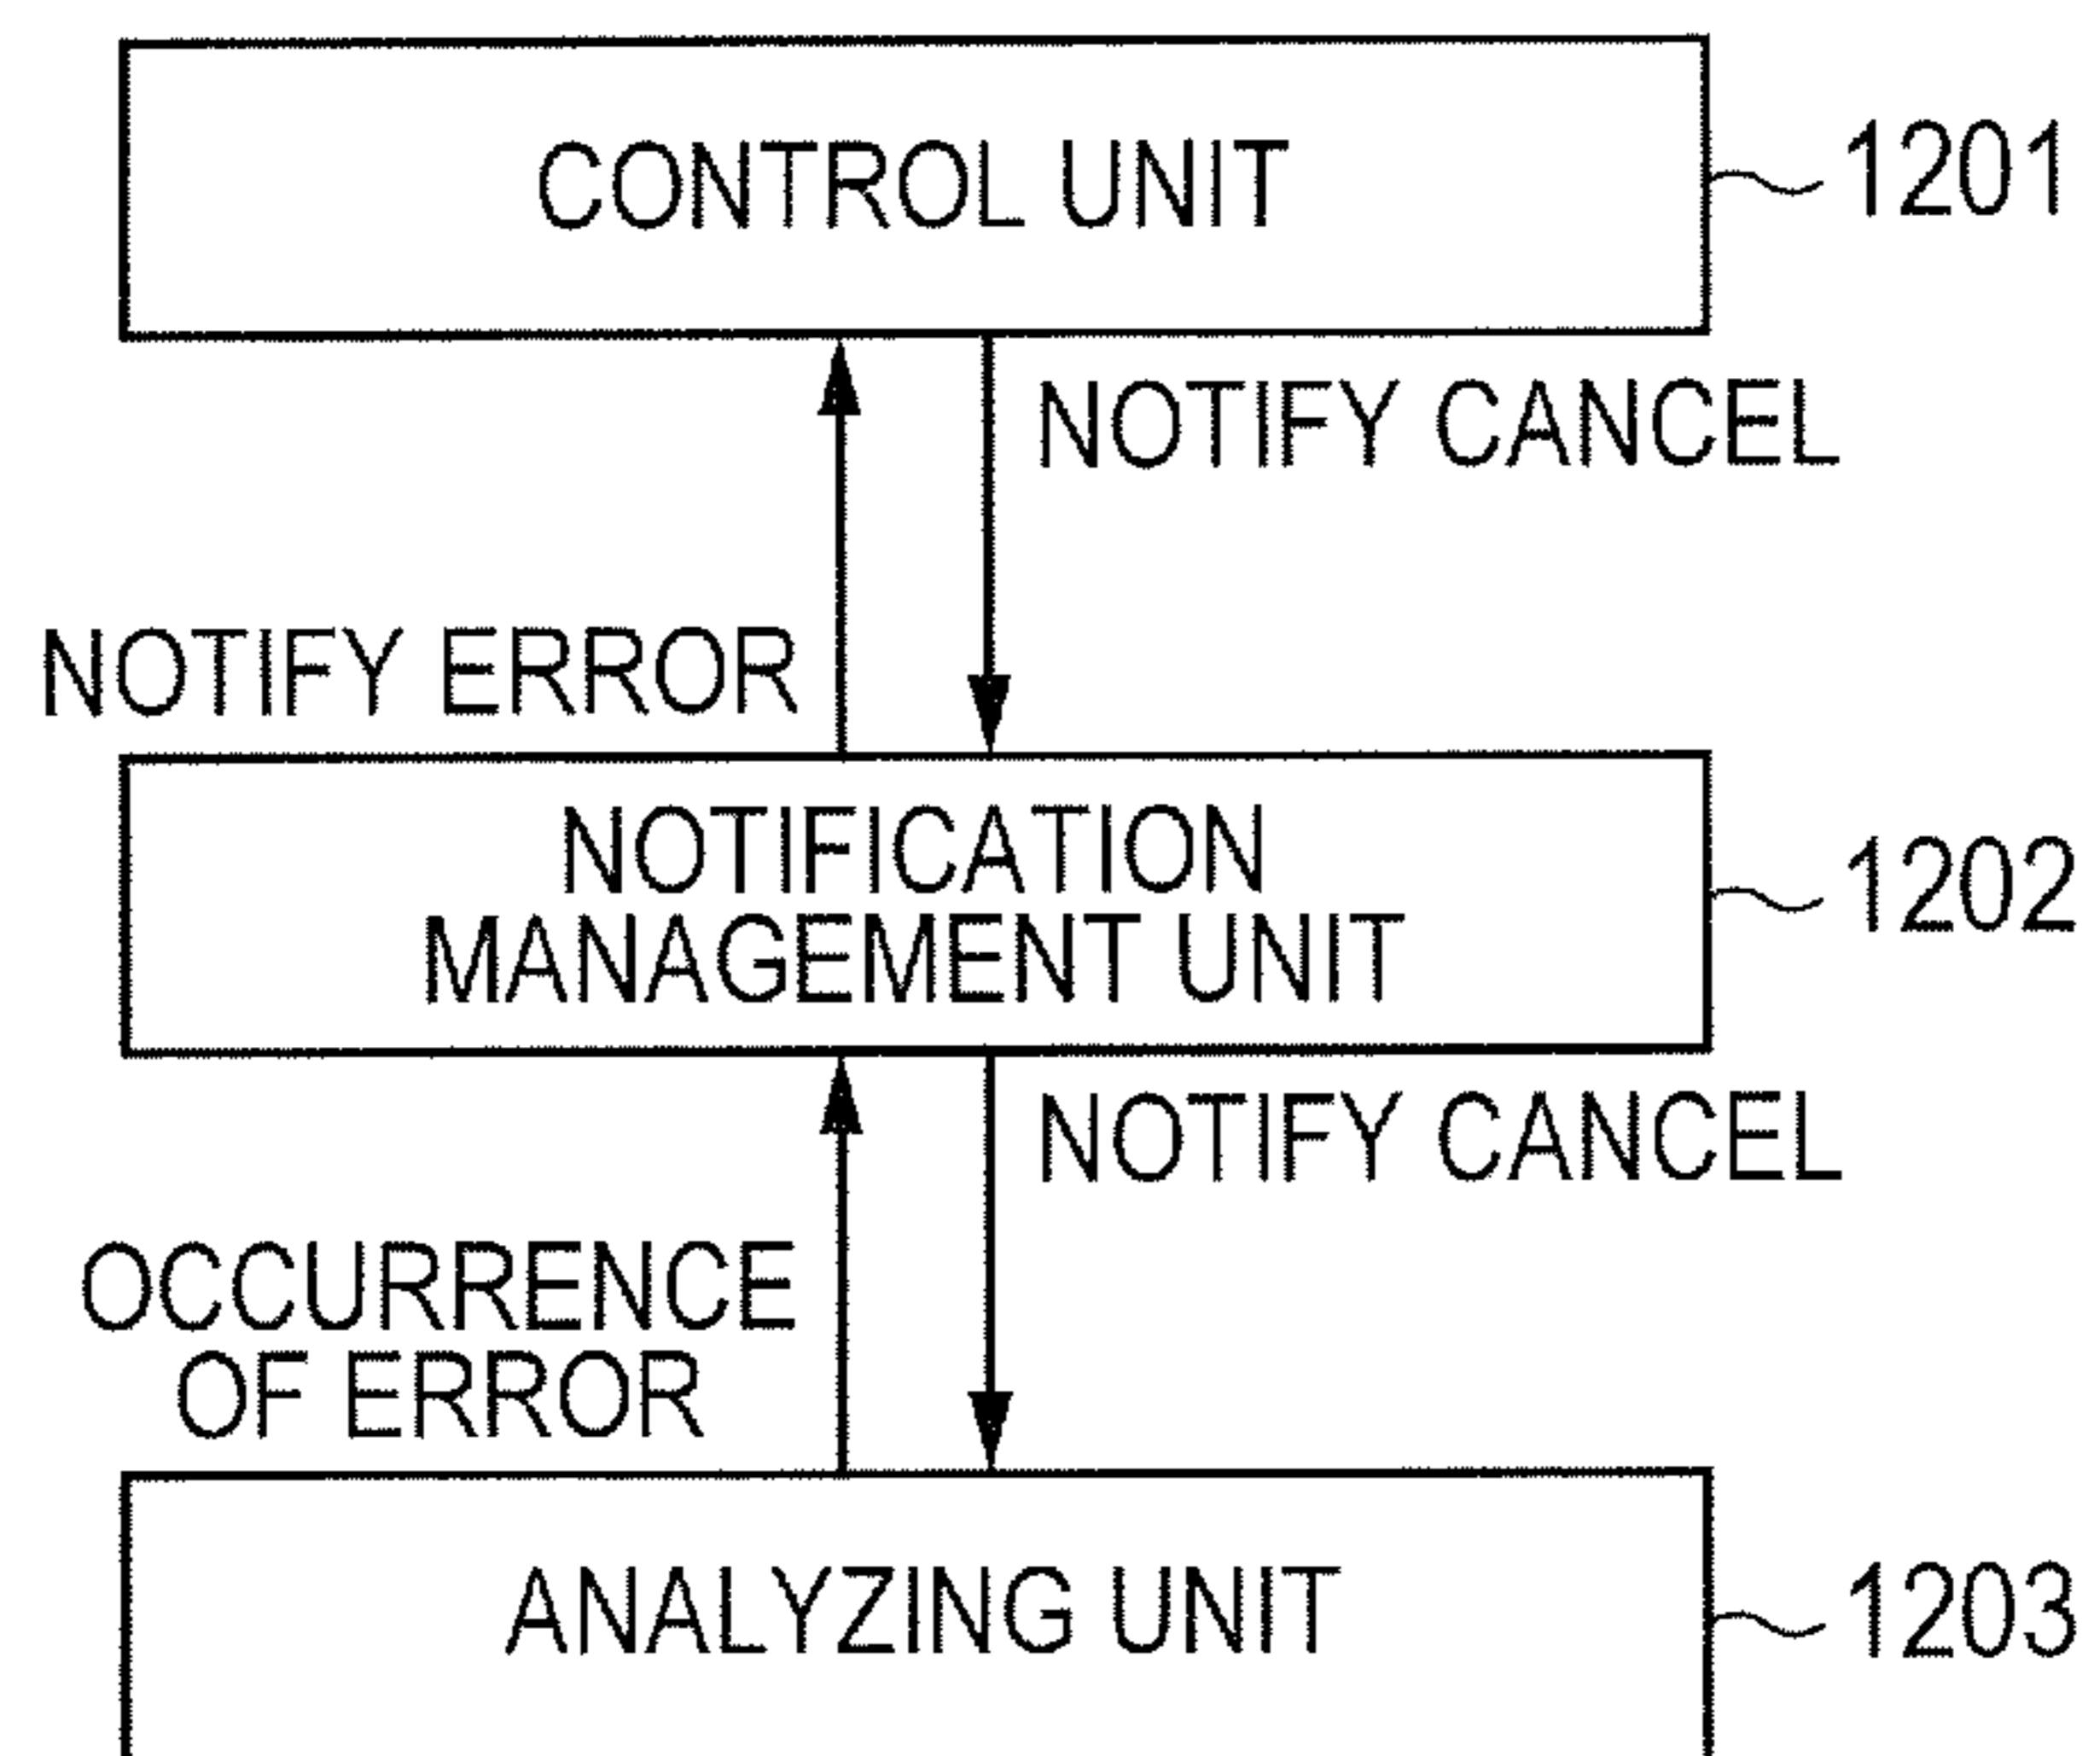 CONTROL UNIT
1201
NOTIFY CANCEL
NOTIFY ERROR
NOTIFICATION
MANAGEMENT UNIT
1202
NOTIFY CANCEL
OCCURRENCE
OF ERROR
ANALYZING UNIT
1203